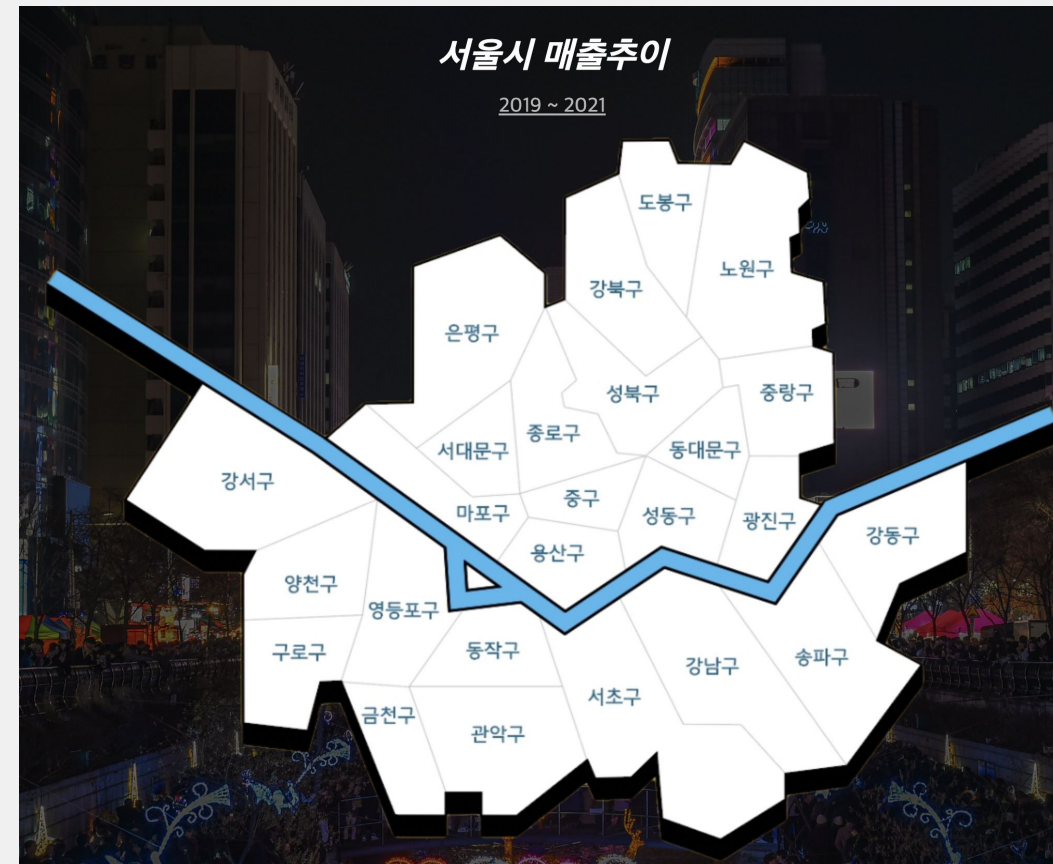 서울시 매출추이
2019 ~ 2021
도봉구
노원구
강북구
은평구
성북구
중랑구
종로구
서대문구
동대문구
강서구
중구
마포구
성동구
광진구
용산구
강동구
양천구
영등포구
구로구
동작구
강남구
송파구
서초구
금천구
관악구